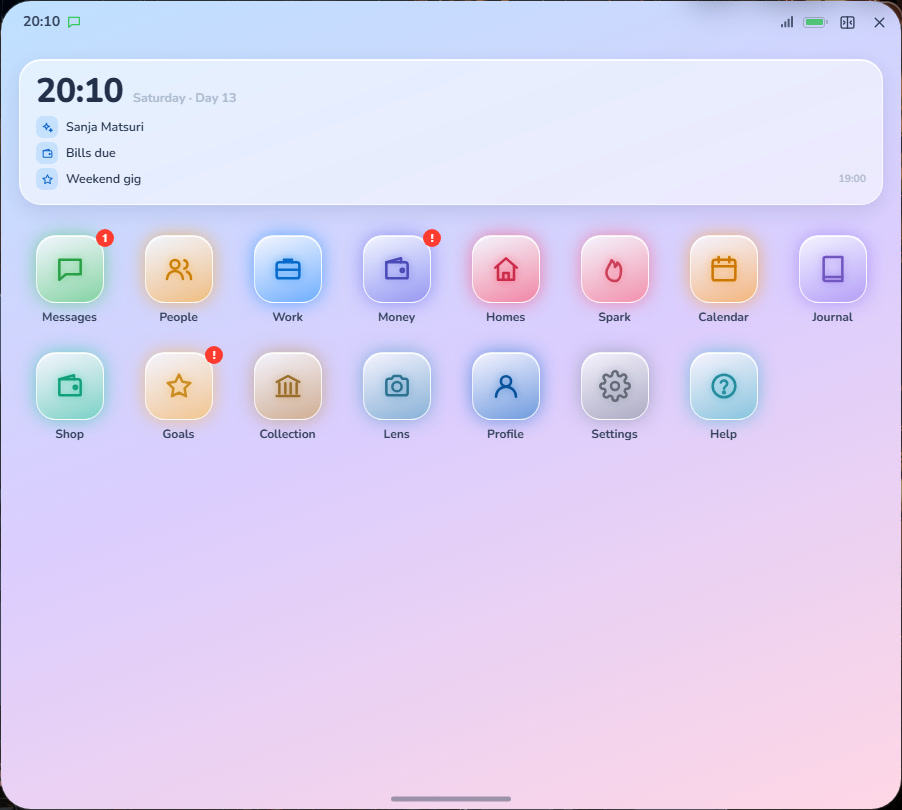 20:10
20:10 Saturday · Day 13
Sanja Matsuri
Bills due
Weekend gig 19:00
1 !
Messages People Work Money Homes Spark Calendar Journal
!
Shop Goals Collection Lens Profile Settings Help